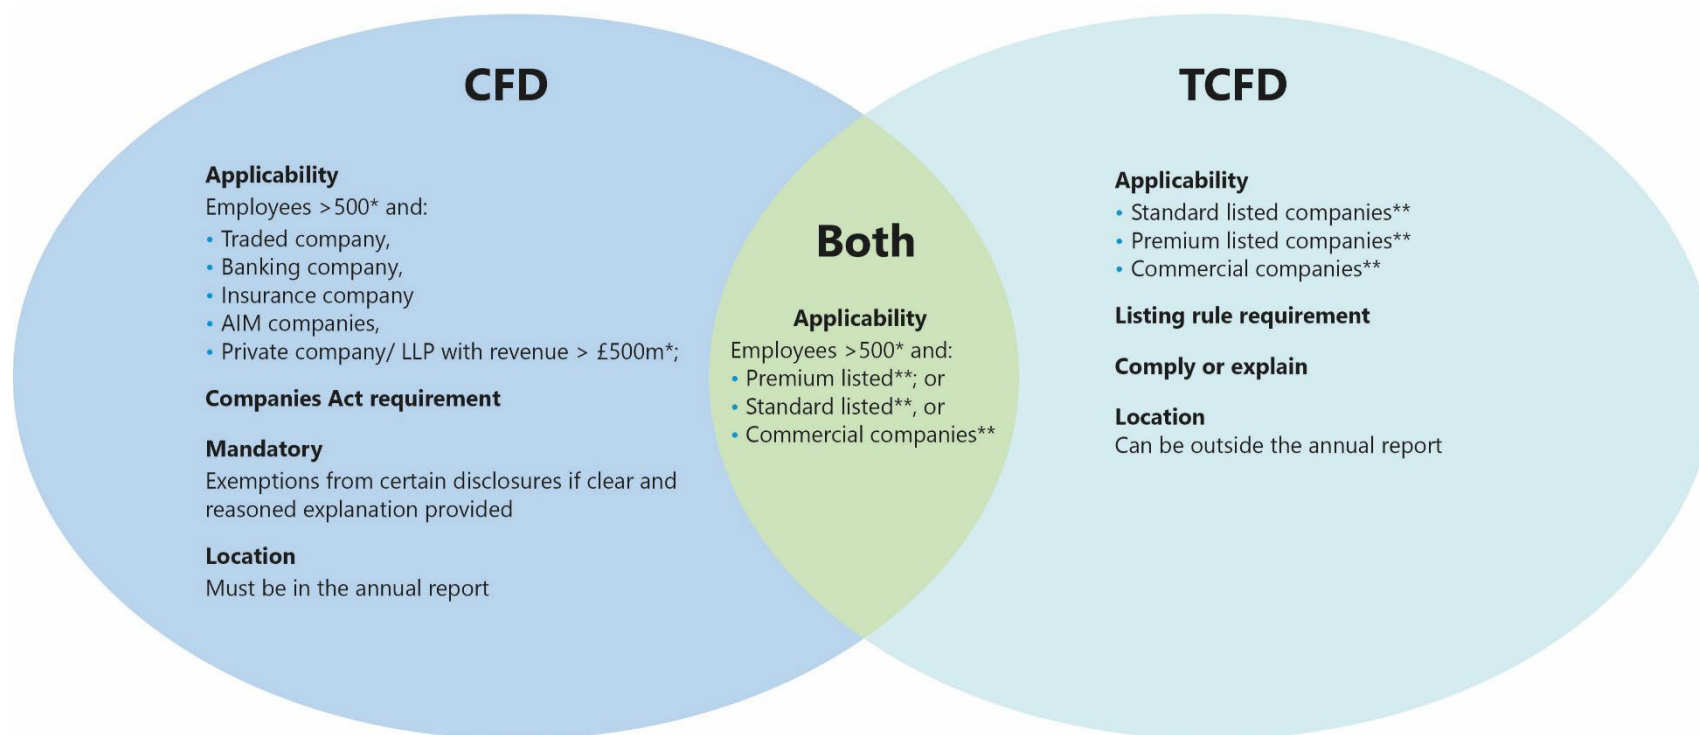 CFD
Applicability
Employees >500* and:
• Traded company,
• Banking company,
• Insurance company
• AIM companies,
• Private company/ LLP with revenue > £500m*;
Companies Act requirement
Mandatory
Exemptions from certain disclosures if clear and
reasoned explanation provided
Location
Must be in the annual report
Both
Applicability
Employees >500* and:
• Premium listed**; or
• Standard listed**, or
• Commercial companies**
TCFD
Applicability
• Standard listed companies**
• Premium listed companies**
• Commercial companies**
Listing rule requirement
Comply or explain
Location
Can be outside the annual report